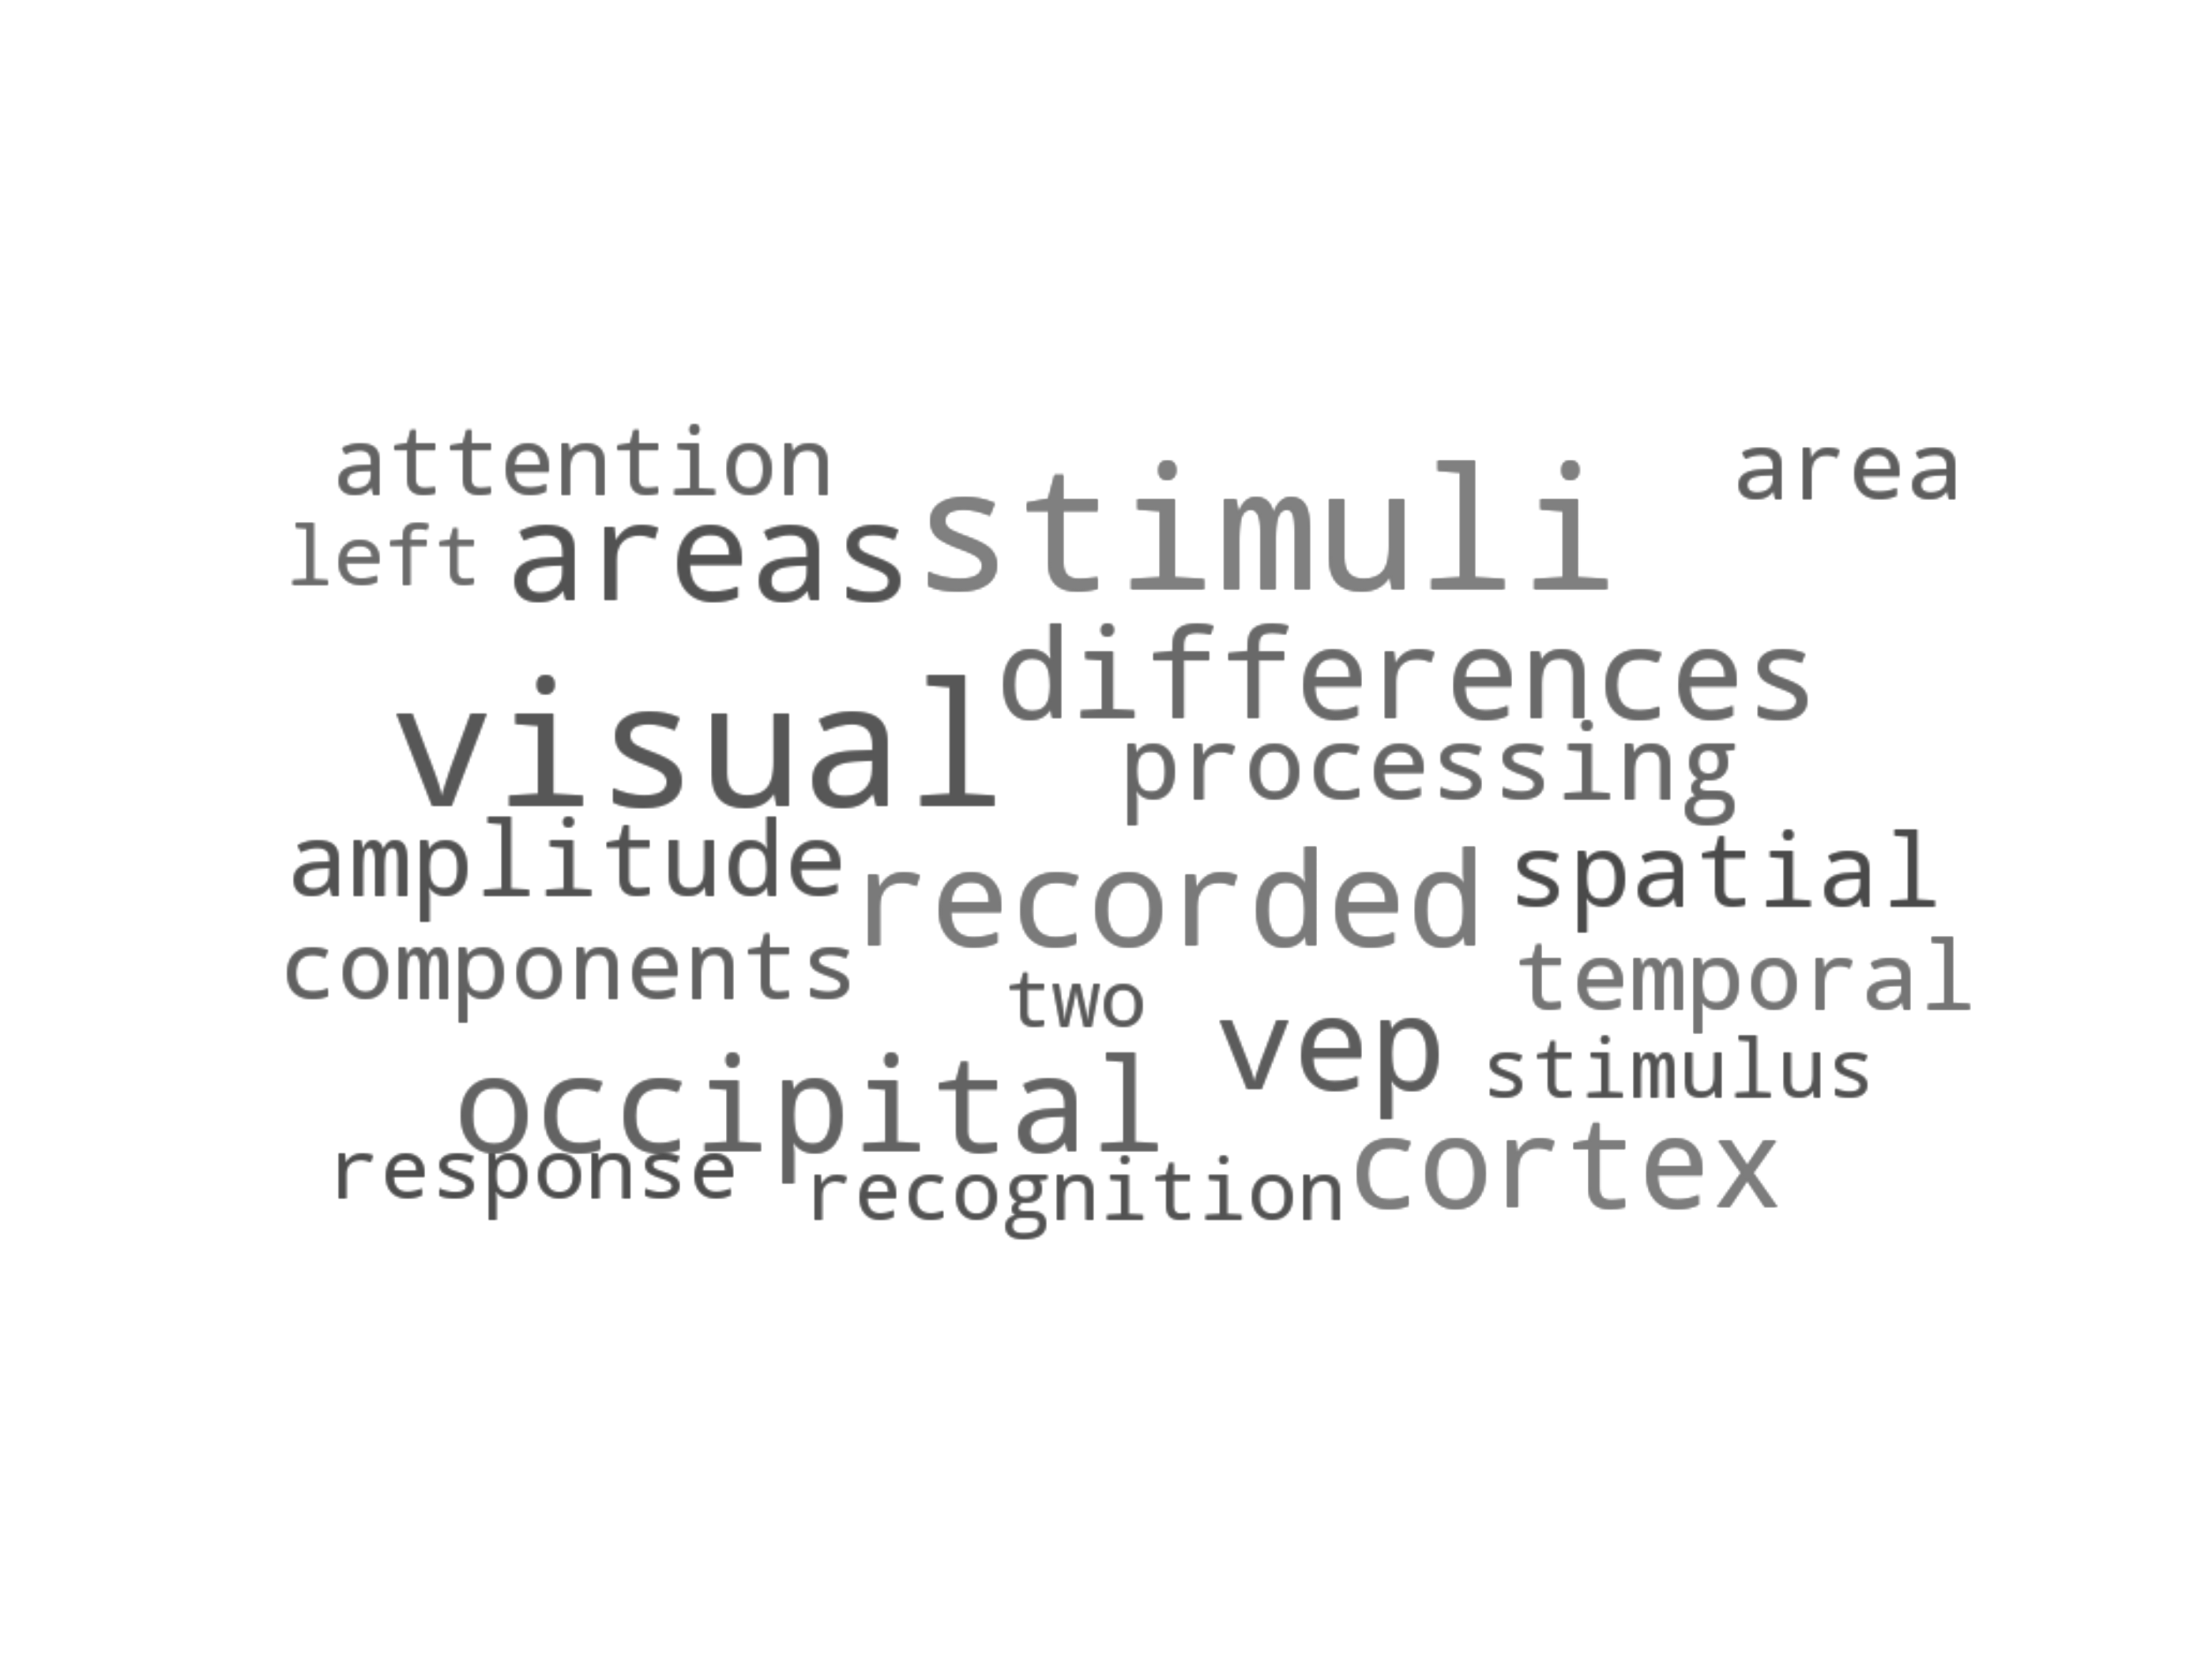 attention area
left areas stimuli
differences
visual processing
amplitude recorded spatial
components two temporal
vep stimulus
occipital cortex
response recognition